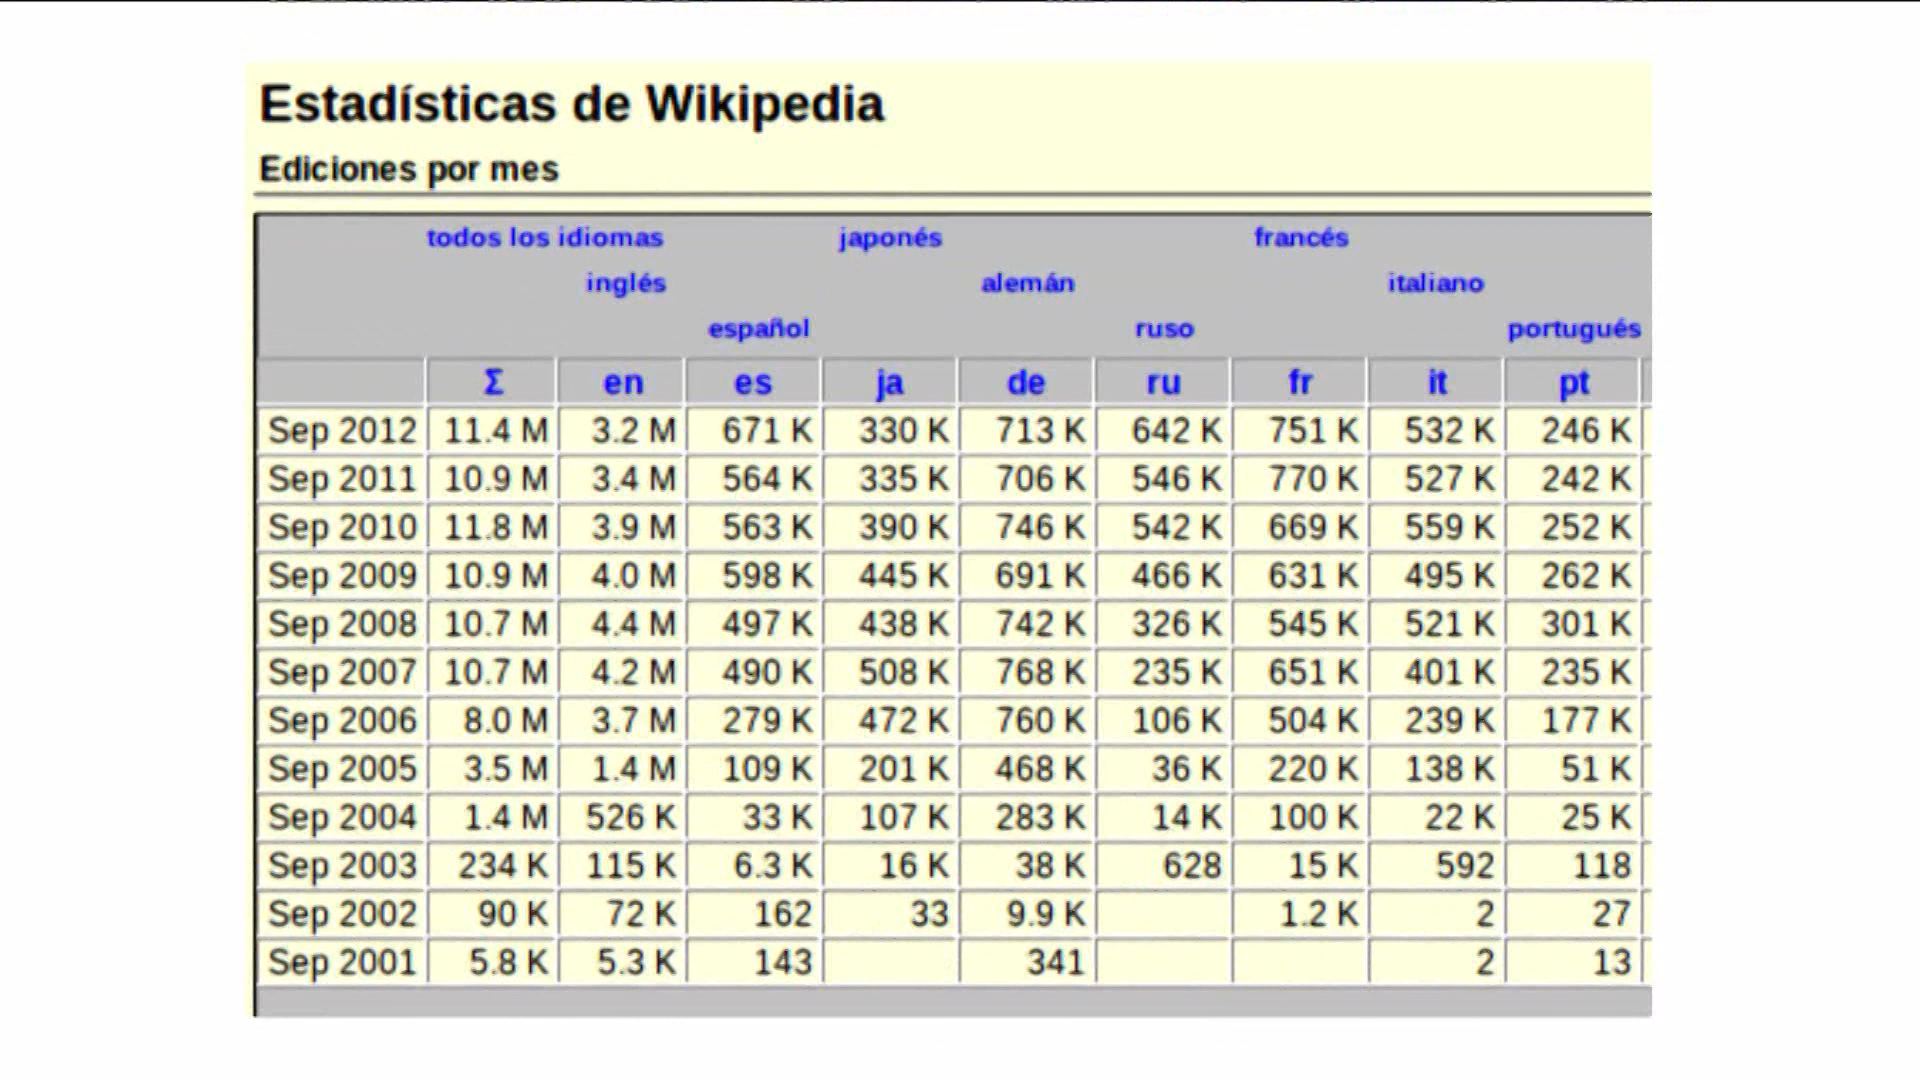 Estadísticas de Wikipedia
Ediciones por mes
todos los idiomas japonés francés
inglés alemán italiano
español ruso portugués
Σ en es ja de ru fr it pt
Sep 2012 11.4 M 3.2 M 671 K 330 K 713 K 642 K 751 K 532 K 246 K
Sep 2011 10.9 M 3.4 M 564 K 335 K 706 K 546 K 770 K 527 K 242 K
Sep 2010 11.8 M 3.9 M 563 K 390 K 746 K 542 K 669 K 559 K 252 K
Sep 2009 10.9 M 4.0 M 598 K 445 K 691 K 466 K 631 K 495 K 262 K
Sep 2008 10.7 M 4.4 M 497 K 438 K 742 K 326 K 545 K 521 K 301 K
Sep 2007 10.7 M 4.2 M 490 K 508 K 768 K 235 K 651 K 401 K 235 K
Sep 2006 8.0 M 3.7 M 279 K 472 K 760 K 106 K 504 K 239 K 177 K
Sep 2005 3.5 M 1.4 M 109 K 201 K 468 K 36 K 220 K 138 K 51 K
Sep 2004 1.4 M 526 K 33 K 107 K 283 K 14 K 100 K 22 K 25 K
Sep 2003 234 K 115 K 6.3 K 16 K 38 K 628 15 K 592 118
Sep 2002 90 K 72 K 162 33 9.9 K 1.2 K 2 27
Sep 2001 5.8 K 5.3 K 143 341 2 13